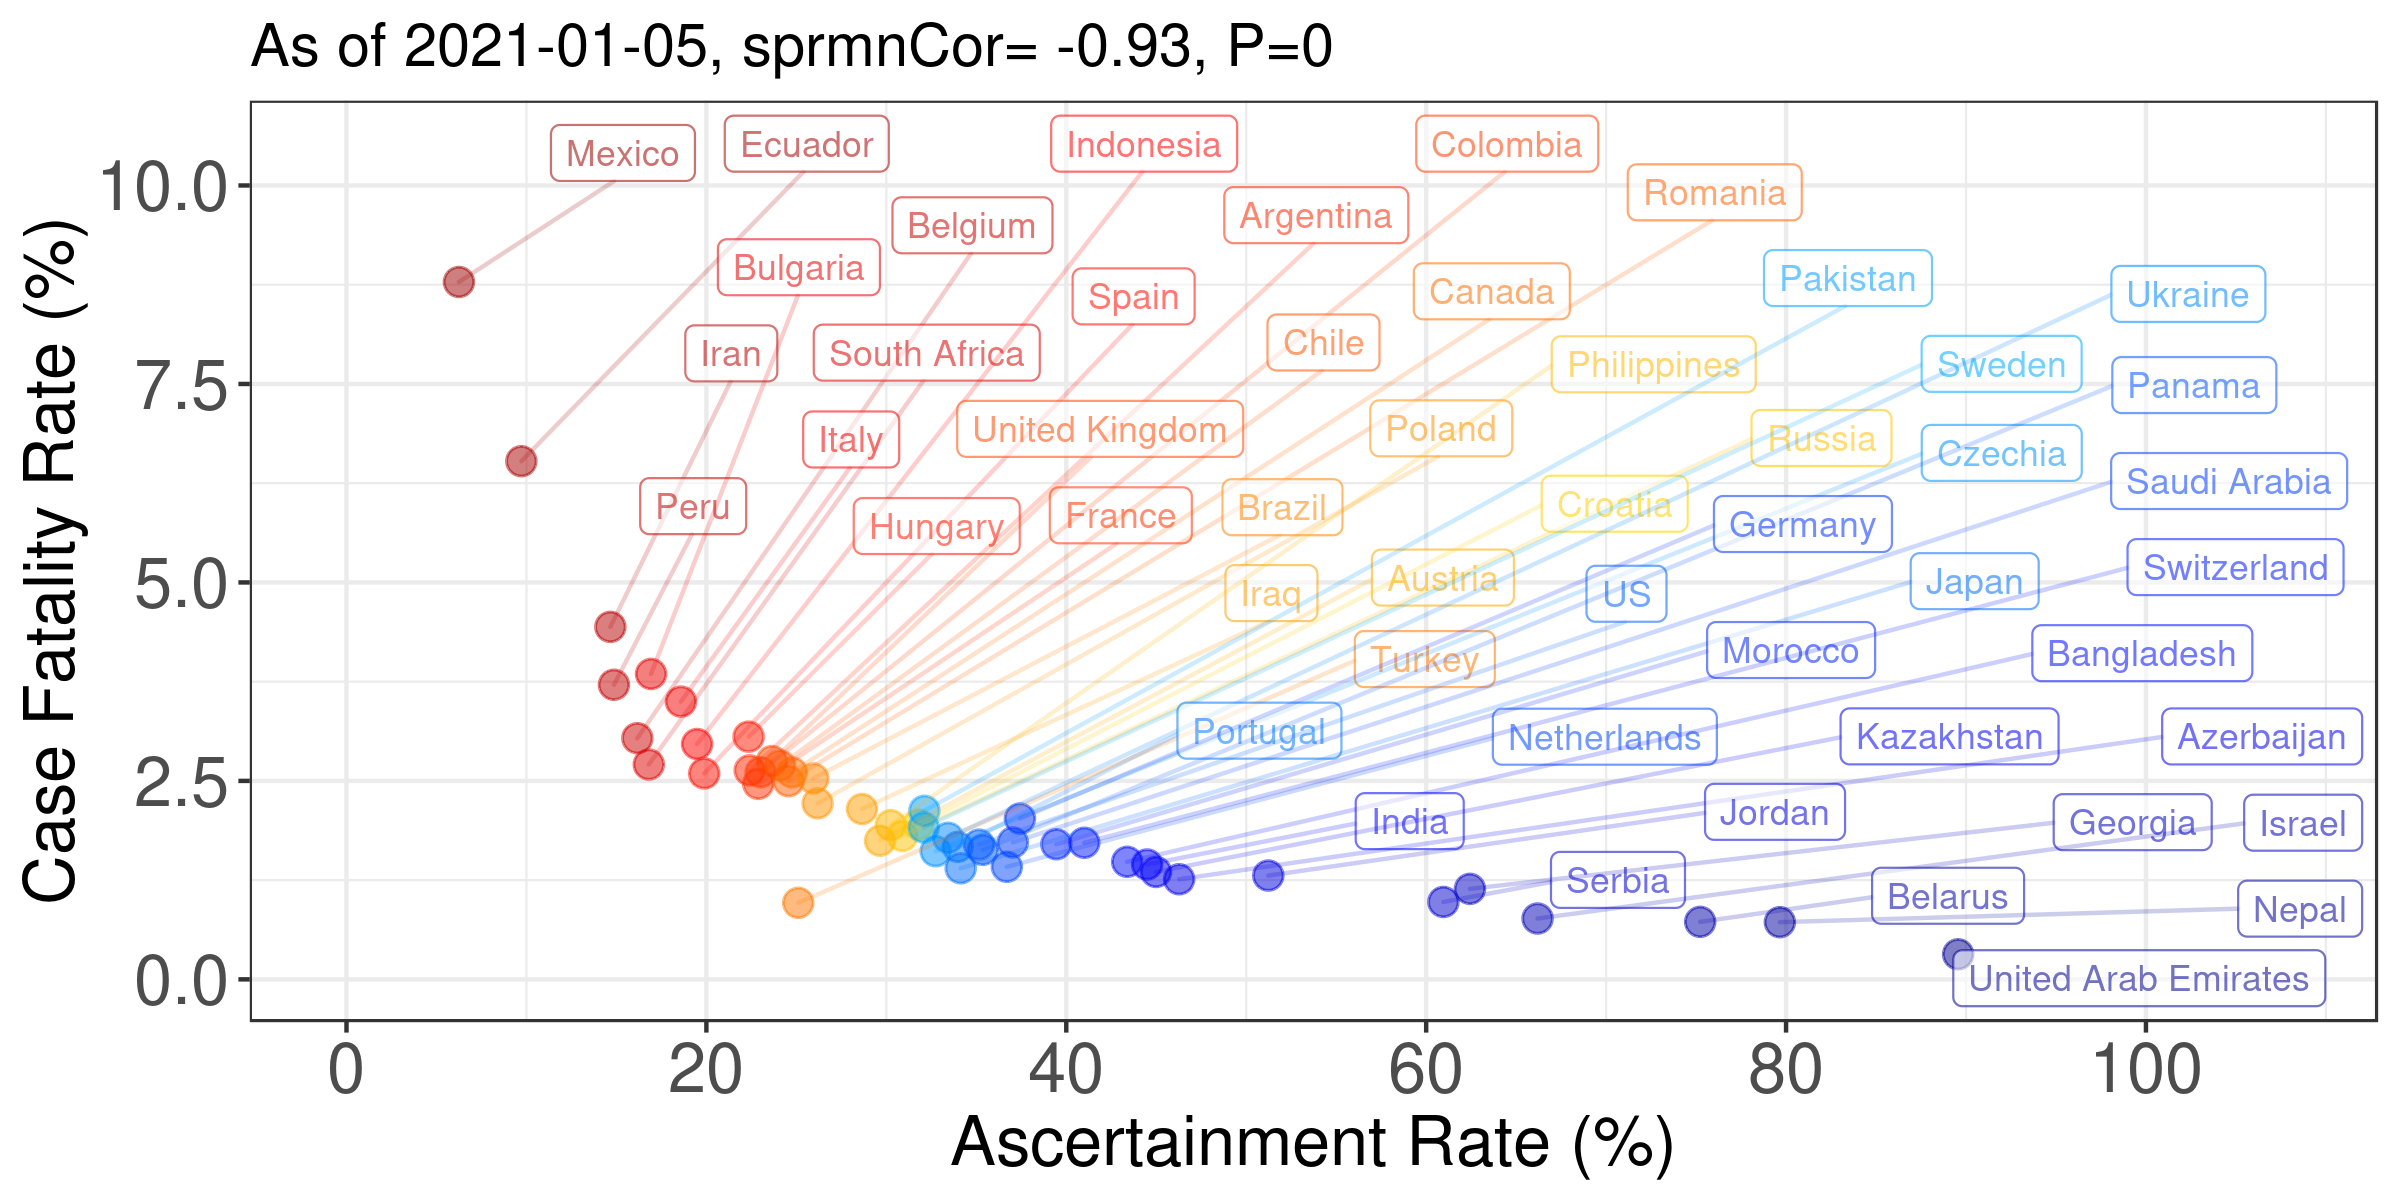 As of 2021-01-05, sprmnCor= -0.93, P=0
Case Fatality Rate (%)
10.0
7.5
5.0
2.5
0.0
Mexico
Ecuador
Indonesia
Colombia
Romania
Argentina
Belgium
Bulgaria
Spain
Canada
Pakistan
Ukraine
Iran
South Africa
Chile
Philippines
Sweden
Panama
Italy
United Kingdom
Poland
Russia
Czechia
Saudi Arabia
Peru
Hungary
France
Brazil
Croatia
Germany
Iraq
Austria
US
Japan
Switzerland
Turkey
Morocco
Bangladesh
Portugal
Netherlands
Kazakhstan
Azerbaijan
India
Jordan
Georgia
Israel
Serbia
Belarus
Nepal
United Arab Emirates
0
20
40
60
80
100
Ascertainment Rate (%)